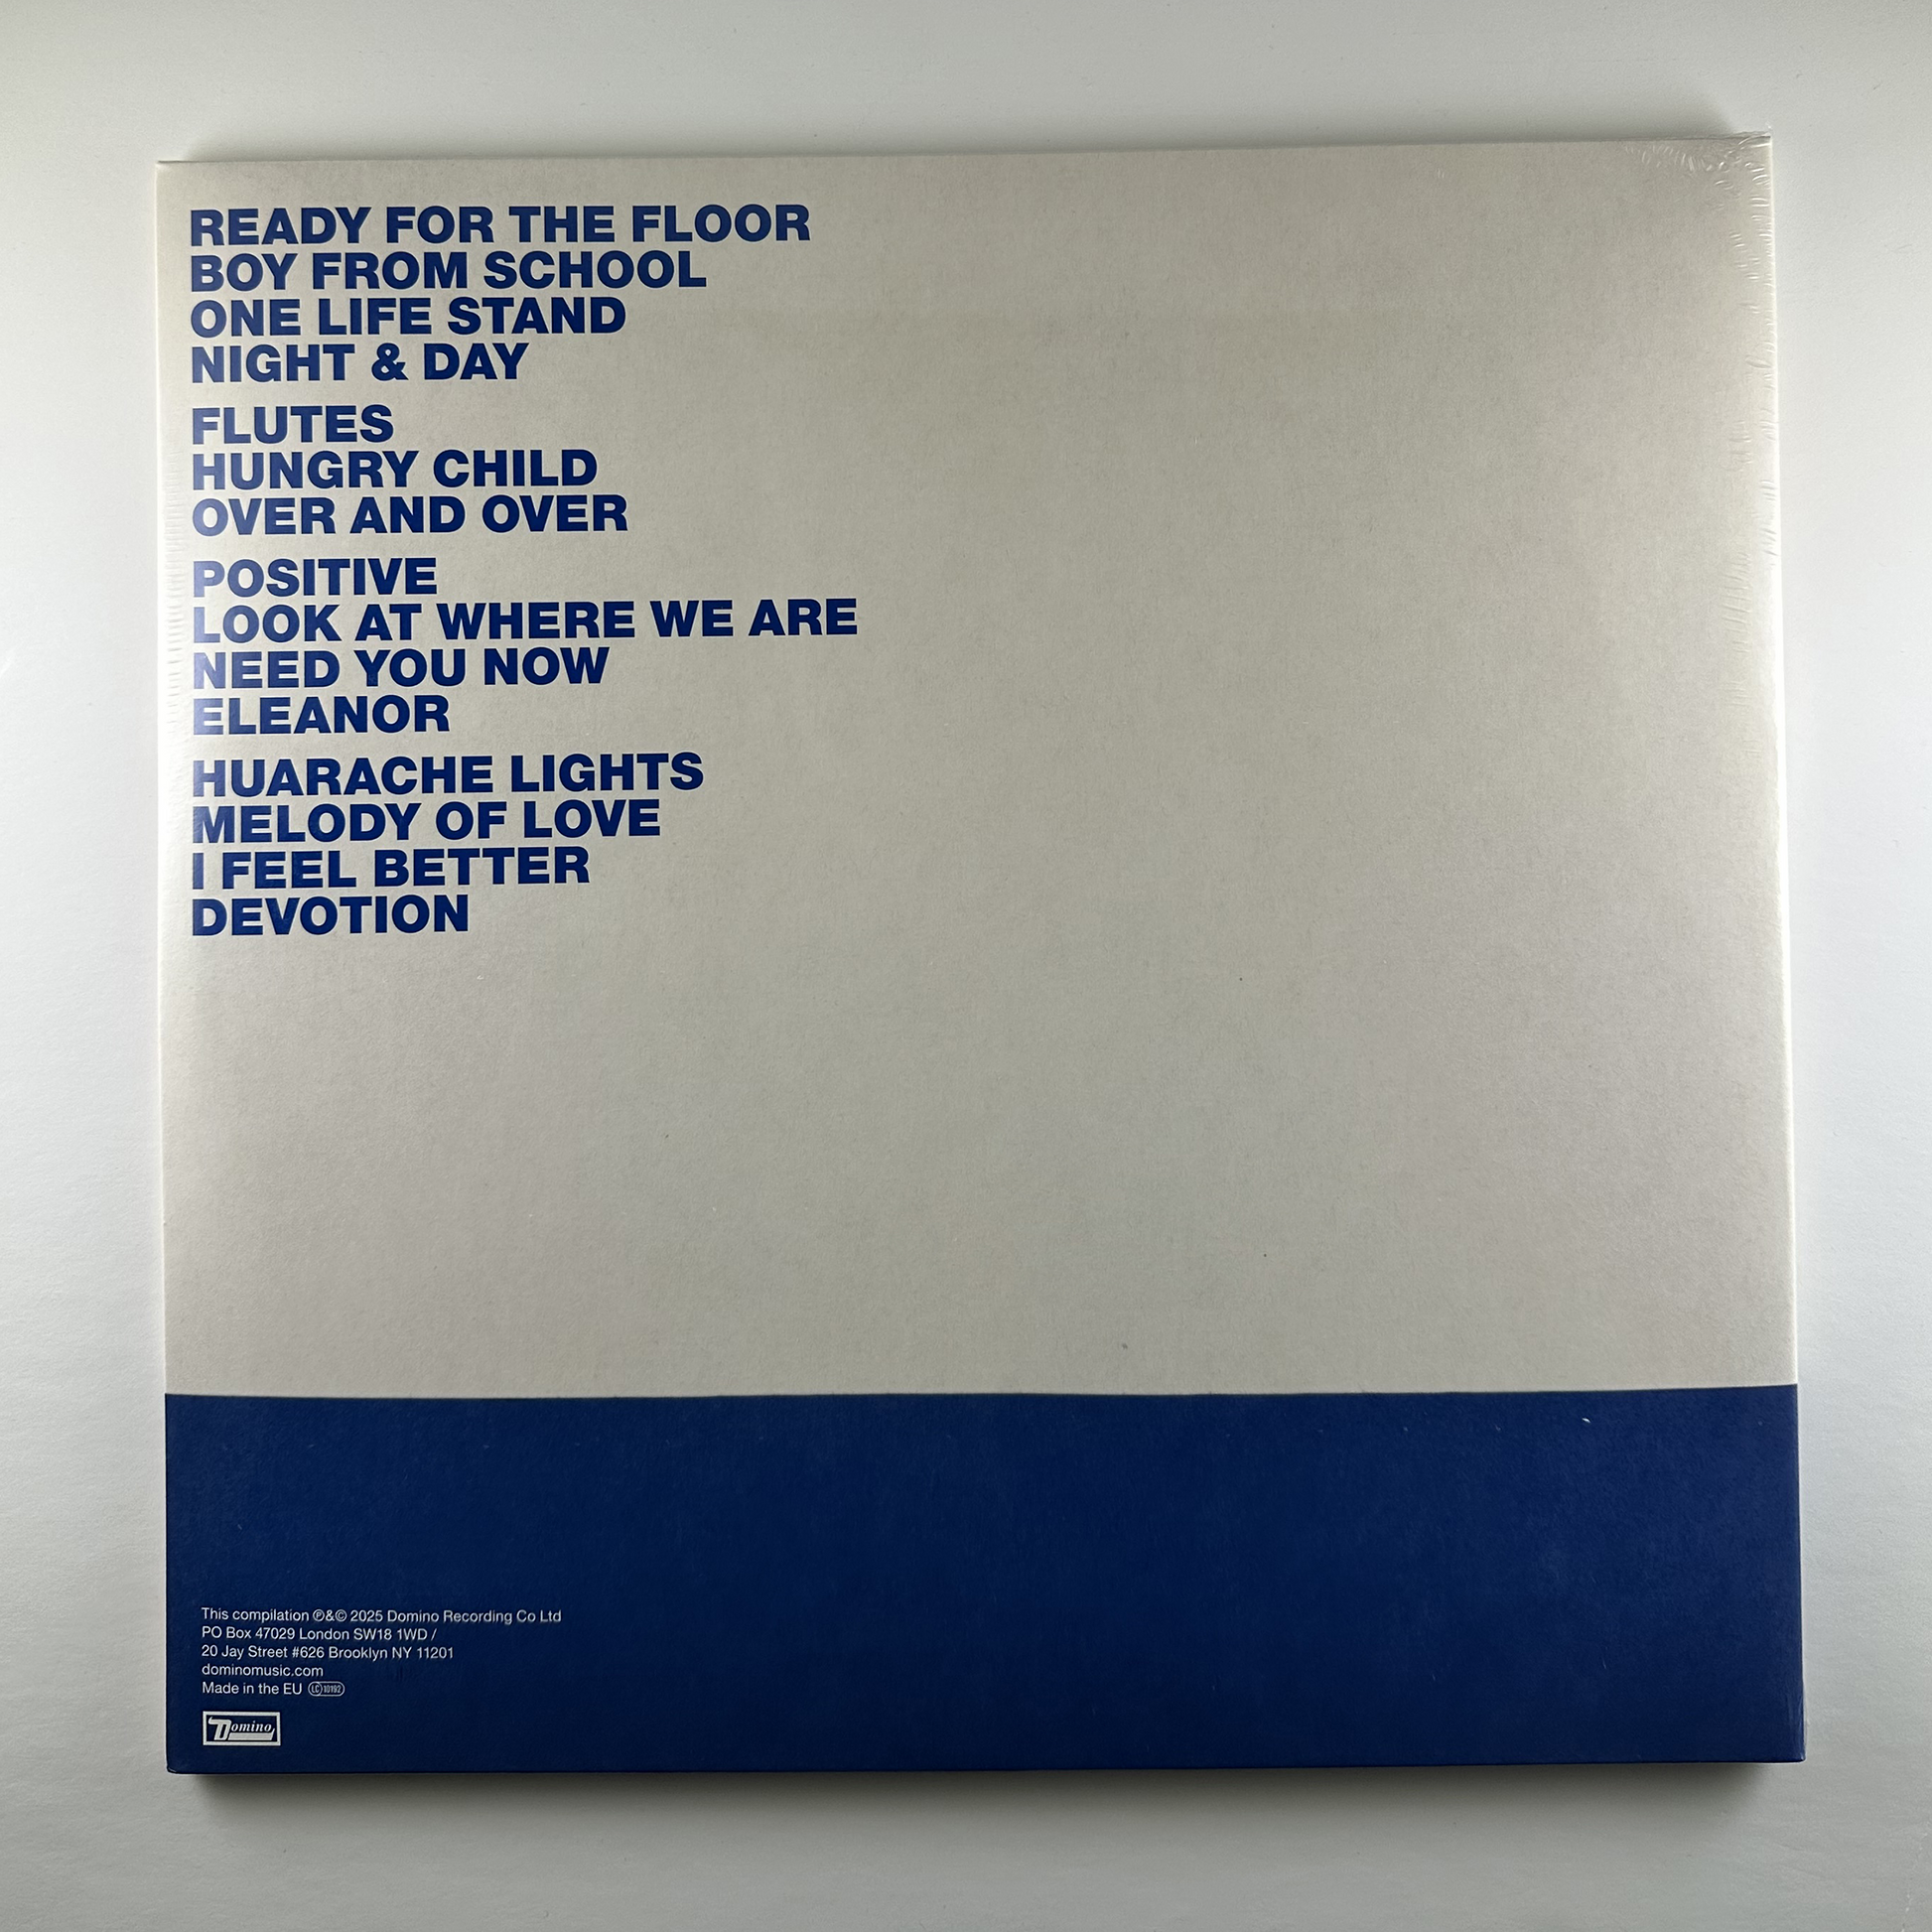 READY FOR THE FLOOR
BOY FROM SCHOOL
ONE LIFE STAND
NIGHT & DAY
FLUTES
HUNGRY CHILD
OVER AND OVER
POSITIVE
LOOK AT WHERE WE ARE
NEED YOU NOW
ELEANOR
HUARACHE LIGHTS
MELODY OF LOVE
I FEEL BETTER
DEVOTION
This compilation ℗&© 2025 Domino Recording Co Ltd
PO Box 47029 London SW18 1WD /
20 Jay Street #626 Brooklyn NY 11201
dominomusic.com
Made in the EU LC 10192
Domino